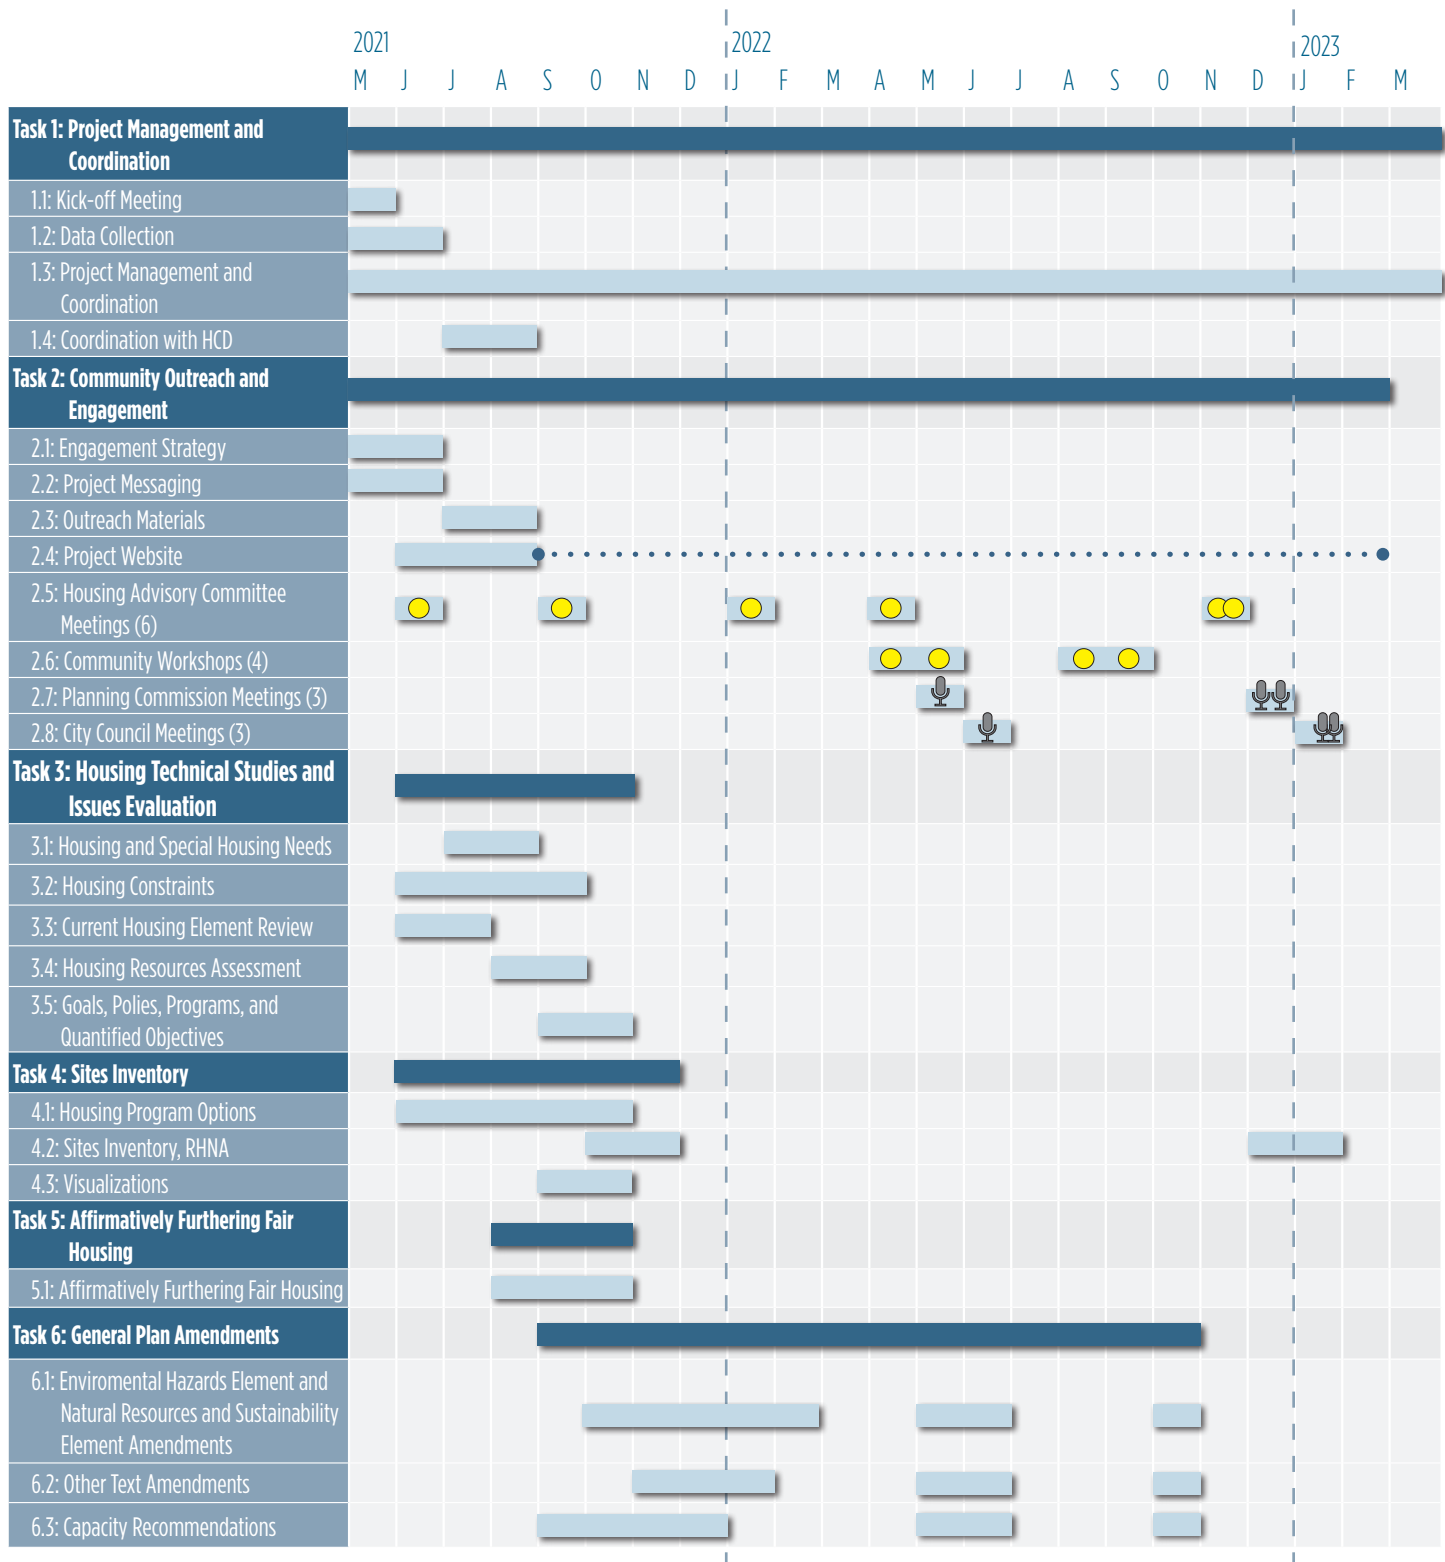 2021
2022
2023
M J J A S O N D J F M A M J J A S O N D J F M
Task 1: Project Management and
Coordination
1.1: Kick-off Meeting
1.2: Data Collection
1.3: Project Management and
Coordination
1.4: Coordination with HCD
Task 2: Community Outreach and
Engagement
2.1: Engagement Strategy
2.2: Project Messaging
2.3: Outreach Materials
2.4: Project Website
2.5: Housing Advisory Committee
Meetings (6)
2.6: Community Workshops (4)
2.7: Planning Commission Meetings (3)
2.8: City Council Meetings (3)
Task 3: Housing Technical Studies and
Issues Evaluation
3.1: Housing and Special Housing Needs
3.2: Housing Constraints
3.3: Current Housing Element Review
3.4: Housing Resources Assessment
3.5: Goals, Polies, Programs, and
Quantified Objectives
Task 4: Sites Inventory
4.1: Housing Program Options
4.2: Sites Inventory, RHNA
4.3: Visualizations
Task 5: Affirmatively Furthering Fair
Housing
5.1: Affirmatively Furthering Fair Housing
Task 6: General Plan Amendments
6.1: Enviromental Hazards Element and
Natural Resources and Sustainability
Element Amendments
6.2: Other Text Amendments
6.3: Capacity Recommendations